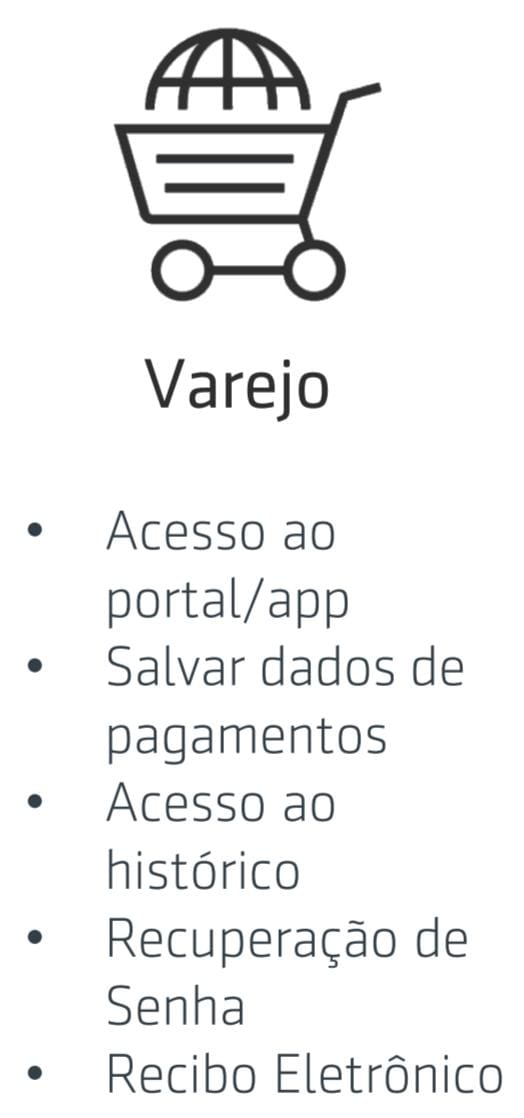 Varejo
• Acesso ao
portal/app
• Salvar dados de
pagamentos
• Acesso ao
histórico
• Recuperação de
Senha
• Recibo Eletrônico